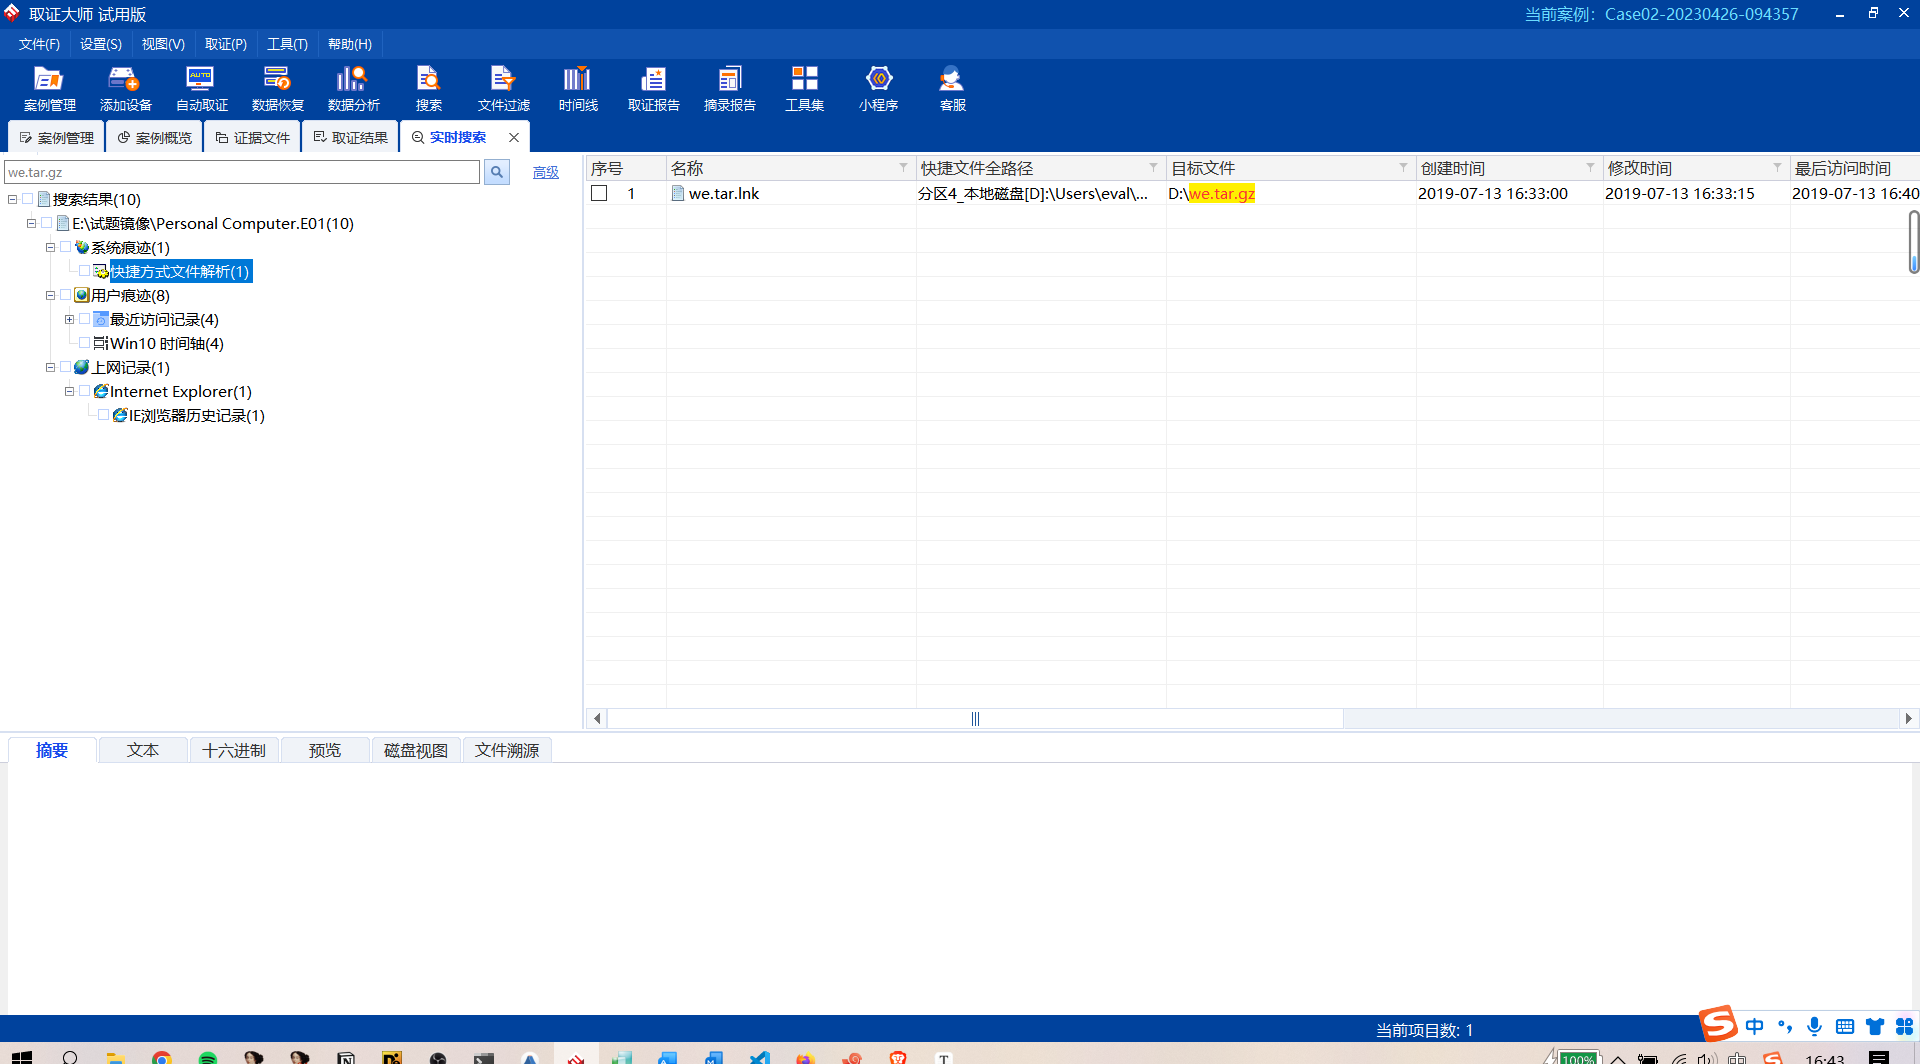 取证大师 试用版
当前案例：Case02-20230426-094357
文件(F) 设置(S) 视图(V) 取证(P) 工具(T) 帮助(H)
AUTO
案例管理 添加设备 自动取证 数据恢复 数据分析 搜索 文件过滤 时间线 取证报告 摘录报告 工具集 小程序 客服
案例管理 案例概览 证据文件 取证结果 实时搜索
we.tar.gz 高级
序号 名称 快捷文件全路径 目标文件 创建时间 修改时间 最后访问时间
1 we.tar.lnk 分区4_本地磁盘[D]:\Users\eval\... D:\we.tar.gz 2019-07-13 16:33:00 2019-07-13 16:33:15 2019-07-13 16:40
搜索结果(10)
E:\试题镜像\Personal Computer.E01(10)
系统痕迹(1)
快捷方式文件解析(1)
用户痕迹(8)
最近访问记录(4)
Win10 时间轴(4)
上网记录(1)
Internet Explorer(1)
IE浏览器历史记录(1)
摘要 文本 十六进制 预览 磁盘视图 文件溯源
当前项目数: 1
中
100% 中 16:43